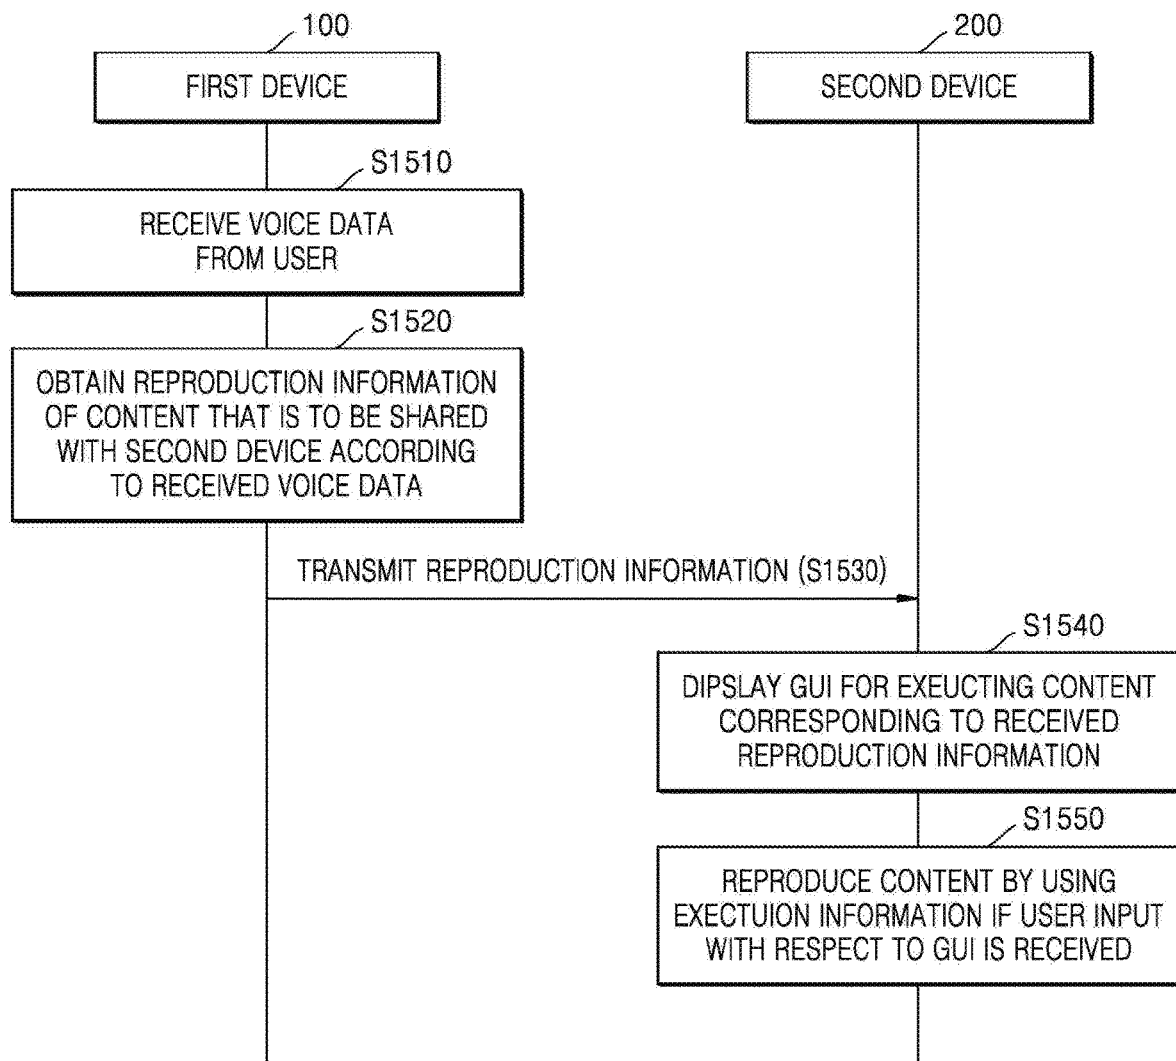 100
FIRST DEVICE
200
SECOND DEVICE
S1510
RECEIVE VOICE DATA
FROM USER
S1520
OBTAIN REPRODUCTION INFORMATION
OF CONTENT THAT IS TO BE SHARED
WITH SECOND DEVICE ACCORDING
TO RECEIVED VOICE DATA
TRANSMIT REPRODUCTION INFORMATION (S1530)
S1540
DIPSLAY GUI FOR EXEUCTING CONTENT
CORRESPONDING TO RECEIVED
REPRODUCTION INFORMATION
S1550
REPRODUCE CONTENT BY USING
EXECTUION INFORMATION IF USER INPUT
WITH RESPECT TO GUI IS RECEIVED